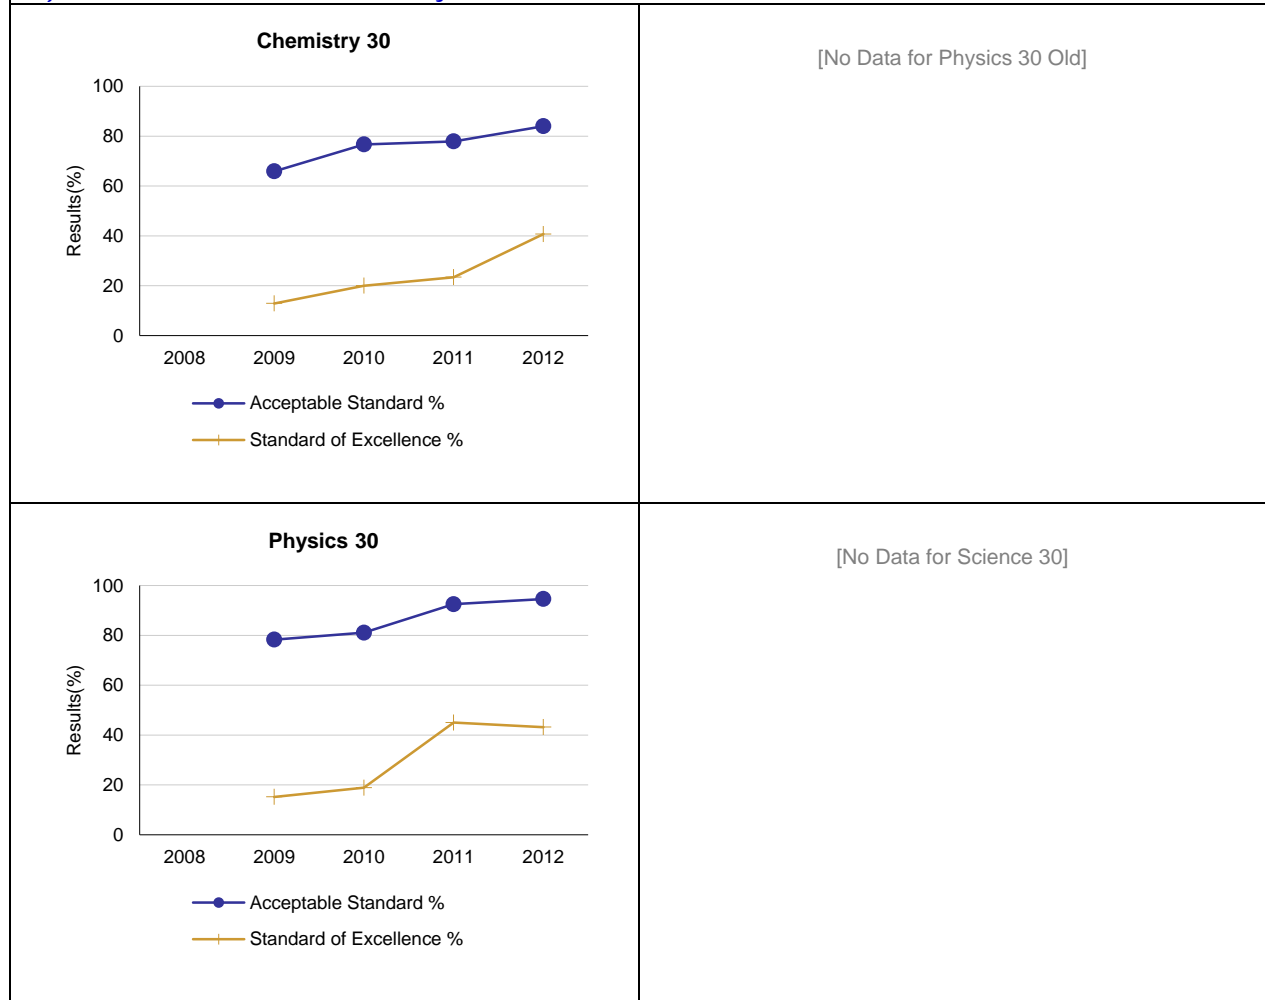 Chemistry 30
100
80
60
40
20
0
Results(%)
2008 2009 2010 2011 2012
Acceptable Standard %
Standard of Excellence %
[No Data for Physics 30 Old]
Physics 30
100
80
60
40
20
0
Results(%)
2008 2009 2010 2011 2012
Acceptable Standard %
Standard of Excellence %
[No Data for Science 30]